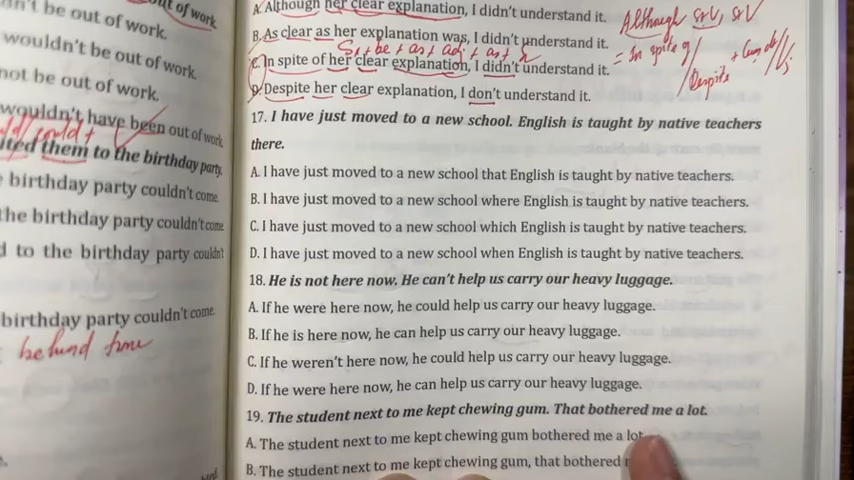 n't be out of work.
out of work
wouldn't be out of work.
not be out of work.
wouldn't have been out of work
could +
them to the birthday party.
birthday party couldn't come.
the birthday party couldn't come
to the birthday party couldn't
birthday party couldn't come.
behind time
A. Although her clear explanation, I didn't understand it.
B. As clear as her explanation was, I didn't understand it.
S + be + as + adj + as +
C. In spite of her clear explanation, I didn't understand it.
D. Despite her clear explanation, I don't understand it.
Although S+V, S+V
= In spite of
Despite
17. I have just moved to a new school. English is taught by native teachers
there.
A. I have just moved to a new school that English is taught by native teachers.
B. I have just moved to a new school where English is taught by native teachers.
C. I have just moved to a new school which English is taught by native teachers.
D. I have just moved to a new school when English is taught by native teachers.
18. He is not here now. He can't help us carry our heavy luggage.
A. If he were here now, he could help us carry our heavy luggage.
B. If he is here now, he can help us carry our heavy luggage.
C. If he weren't here now, he could help us carry our heavy luggage.
D. If he were here now, he can help us carry our heavy luggage.
19. The student next to me kept chewing gum. That bothered me a lot.
A. The student next to me kept chewing gum bothered me a lot
B. The student next to me kept chewing gum, that bothered